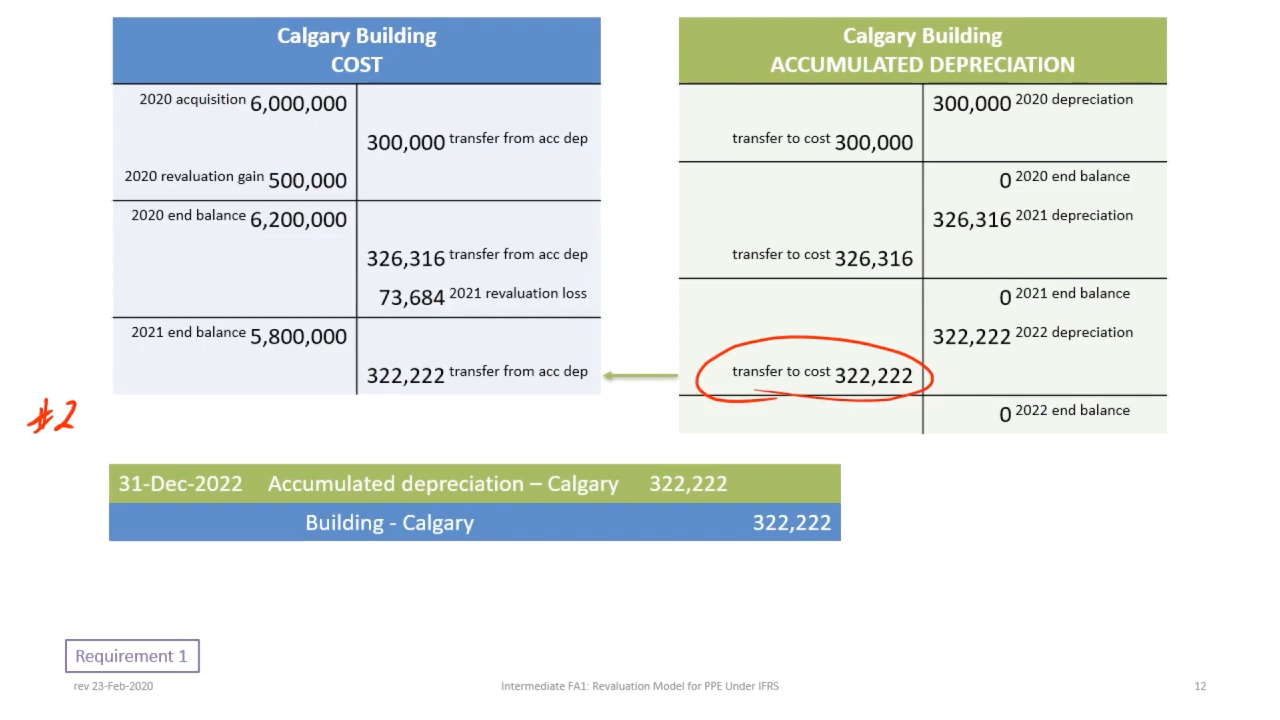 Calgary Building
COST
2020 acquisition 6,000,000
300,000 transfer from acc dep
2020 revaluation gain 500,000
2020 end balance 6,200,000
326,316 transfer from acc dep
73,684 2021 revaluation loss
2021 end balance 5,800,000
322,222 transfer from acc dep
Calgary Building
ACCUMULATED DEPRECIATION
300,000 2020 depreciation
transfer to cost 300,000
0 2020 end balance
326,316 2021 depreciation
transfer to cost 326,316
0 2021 end balance
322,222 2022 depreciation
transfer to cost 322,222
0 2022 end balance
#2
31-Dec-2022 Accumulated depreciation – Calgary 322,222
Building - Calgary 322,222
Requirement 1
rev 23-Feb-2020 Intermediate FA1: Revaluation Model for PPE Under IFRS 12